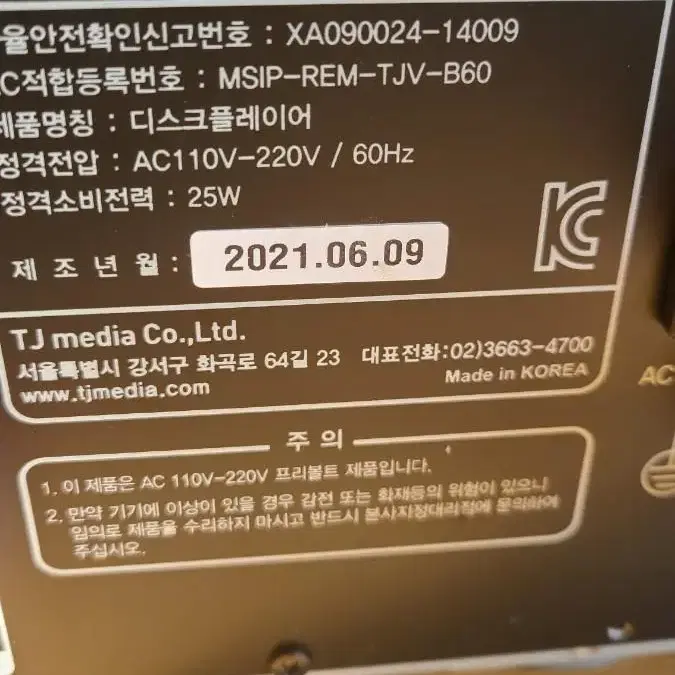 율안전확인신고번호 : XA090024-14009
C적합등록번호 : MSIP-REM-TJV-B60
제품명칭 : 디스크플레이어
정격전압 : AC110V-220V / 60Hz
정격소비전력 : 25W
제 조 년 월 : 2021.06.09
TJ media Co.,Ltd.
서울특별시 강서구 화곡로 64길 23 대표전화:02)3663-4700
www.tjmedia.com Made in KOREA
AC
주 의
1. 이 제품은 AC 110V-220V 프리볼트 제품입니다.
2. 만약 기기에 이상이 있을 경우 감전 또는 화재등의 위험이 있으니
임의로 제품을 수리하지 마시고 반드시 본사지정대리점에 문의하여
주십시오.